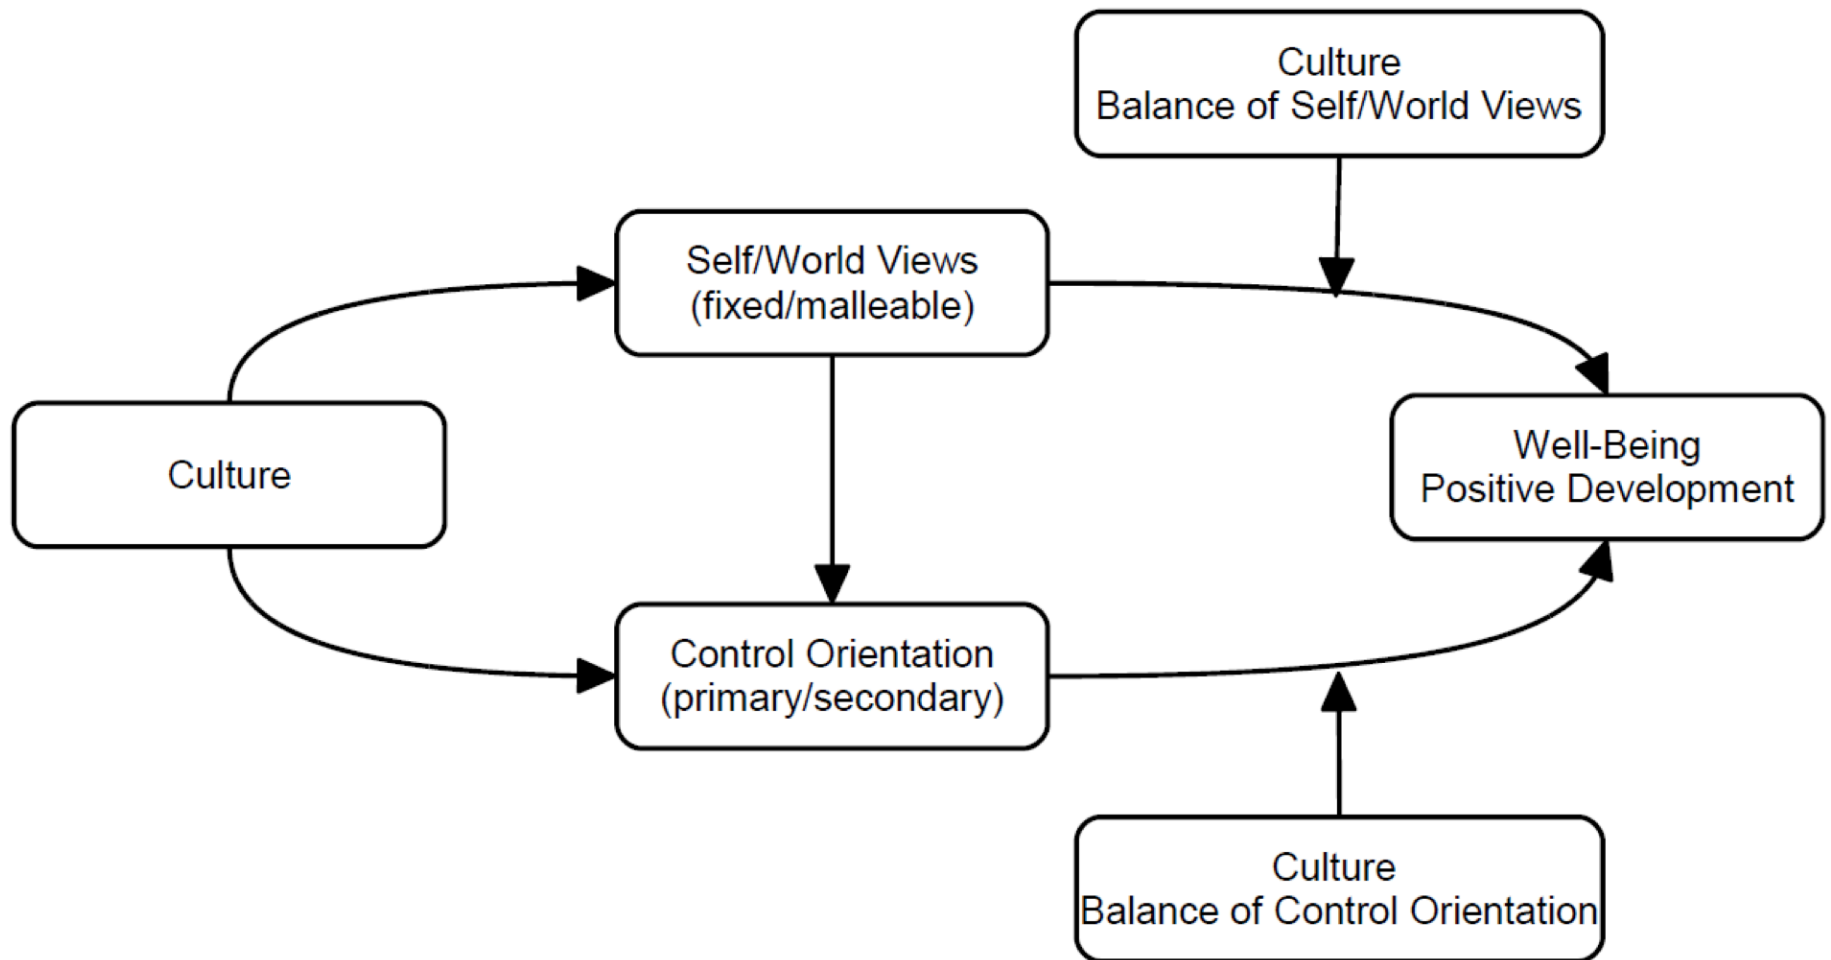 Culture
Balance of Self/World Views
Self/World Views
(fixed/malleable)
Culture
Well-Being
Positive Development
Control Orientation
(primary/secondary)
Culture
Balance of Control Orientation